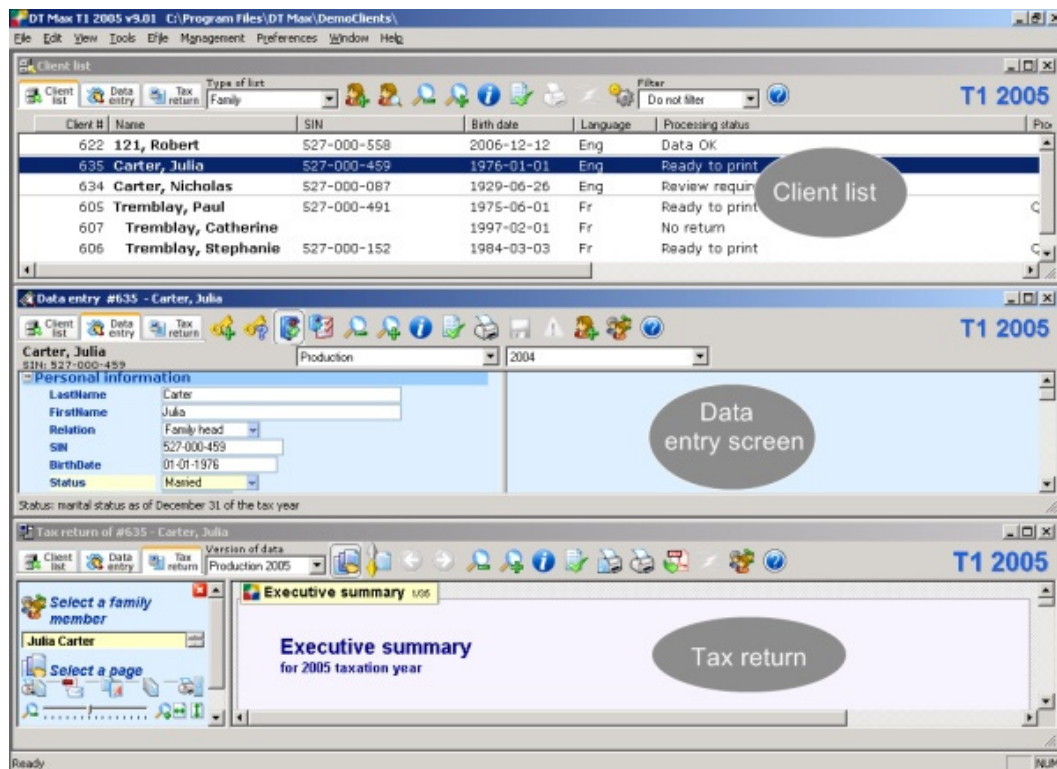 DT Max T1 2005 v9.01 C:\Program Files\DT Max\DemoClients\
File Edit View Tools Efile Management Preferences Window Help
Client list
Client list Data entry Tax return Type of list Family Filter Do not filter T1 2005
Client # Name SIN Birth date Language Processing status
622 121, Robert 527-000-558 2006-12-12 Eng Data OK
635 Carter, Julia 527-000-459 1976-01-01 Eng Ready to print
634 Carter, Nicholas 527-000-087 1929-06-26 Eng Review requir
605 Tremblay, Paul 527-000-491 1975-06-01 Fr Ready to print
607 Tremblay, Catherine 1997-02-01 Fr No return
606 Tremblay, Stephanie 527-000-152 1984-03-03 Fr Ready to print
Client list
Data entry #635 - Carter, Julia
Client list Data entry Tax return T1 2005
Carter, Julia Production 2004
SIN: 527-000-459
Personal information
LastName Carter
FirstName Julia
Relation Family head
SIN 527-000-459
BirthDate 01-01-1976
Status Married
Data
entry screen
Status: marital status as of December 31 of the tax year
Tax return of #635 - Carter, Julia
Client list Data entry Tax return Version of data Production 2005 T1 2005
Select a family
member
Julia Carter
Select a page
Executive summary 1/35
Executive summary
for 2005 taxation year
Tax return
Ready NUM